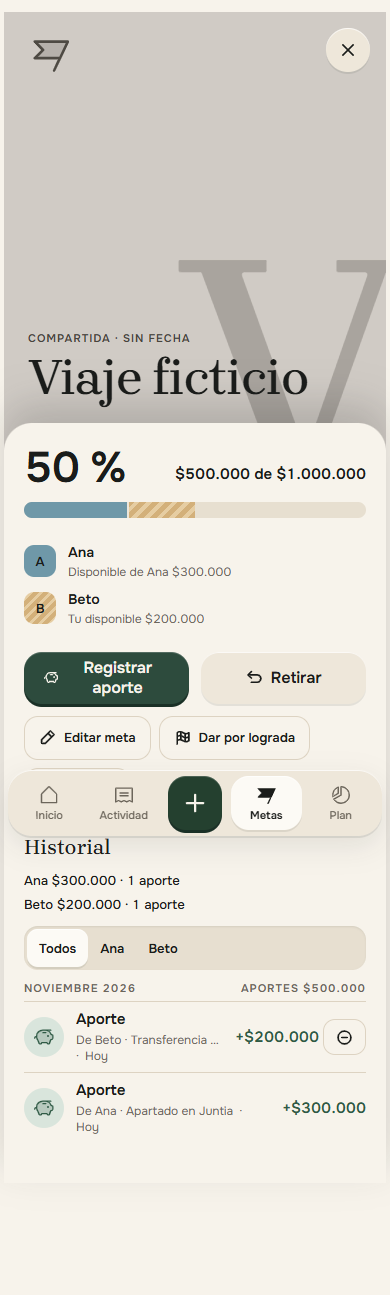 COMPARTIDA · SIN FECHA
V
Viaje ficticio
50 %
$500.000 de $1.000.000
A
Ana
Disponible de Ana $300.000
B
Beto
Tu disponible $200.000
Registrar
aporte
Retirar
Editar meta
Dar por lograda
Inicio
Actividad
Metas
Plan
Historial
Ana $300.000 · 1 aporte
Beto $200.000 · 1 aporte
Todos
Ana
Beto
NOVIEMBRE 2026
APORTES $500.000
Aporte
De Beto · Transferencia ...
· Hoy
+$200.000
Aporte
De Ana · Apartado en Juntia ·
Hoy
+$300.000